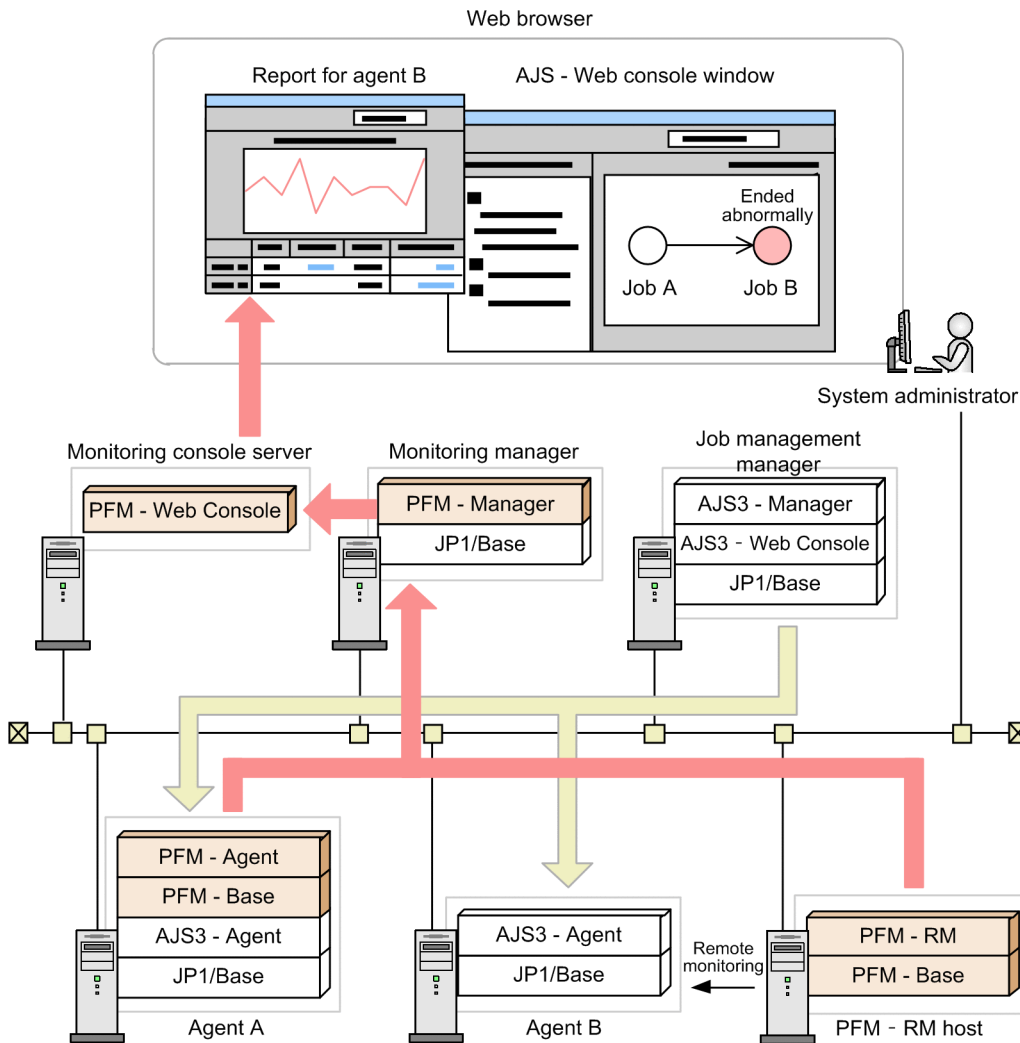 Web browser
Report for agent B
AJS - Web console window
Ended
abnormally
Job A
Job B
System administrator
Monitoring console server
PFM - Web Console
Monitoring manager
PFM - Manager
JP1/Base
Job management
manager
AJS3 - Manager
AJS3 - Web Console
JP1/Base
PFM - Agent
PFM - Base
AJS3 - Agent
JP1/Base
Agent A
AJS3 - Agent
JP1/Base
Agent B
Remote
monitoring
PFM - RM
PFM - Base
PFM - RM host